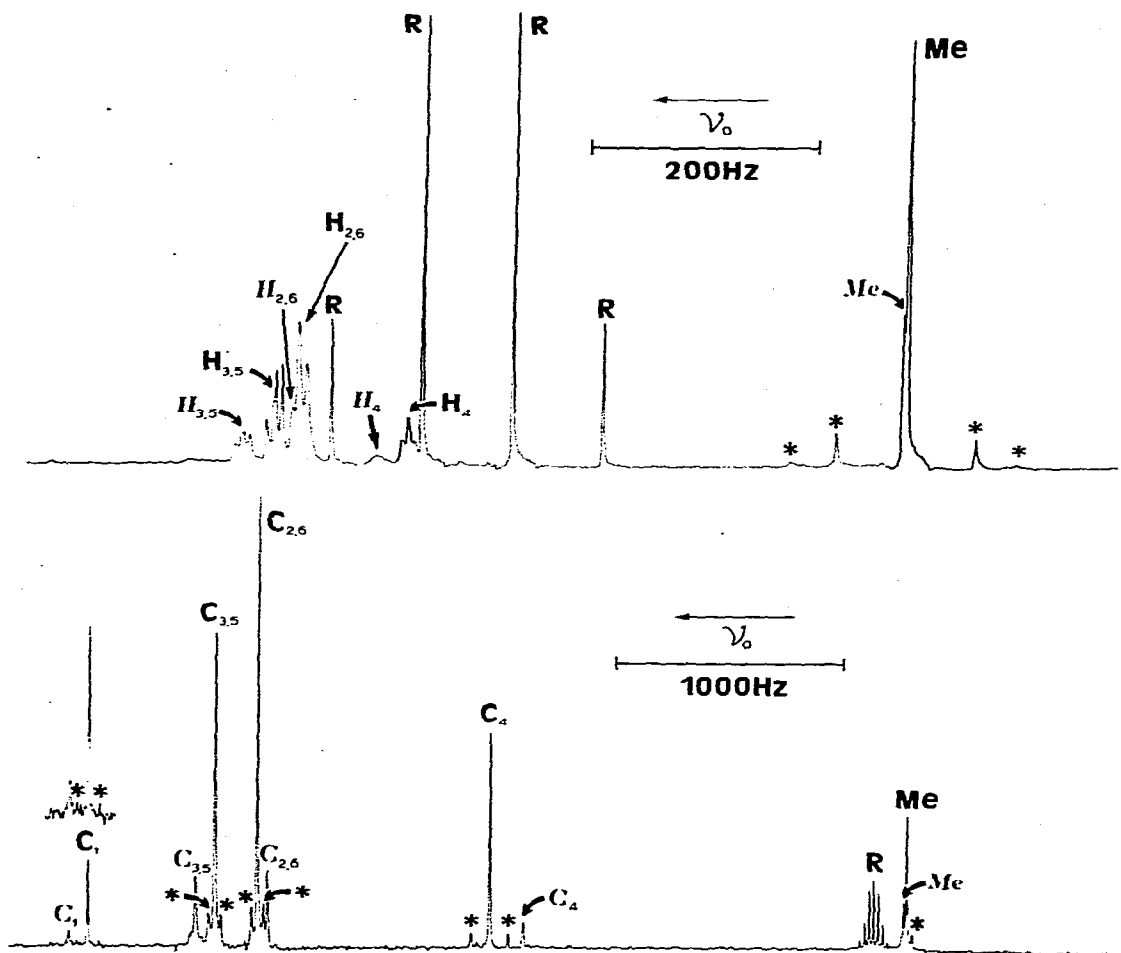 R R Me
ν₀
200Hz
H₂,₆
H₂,₆ R Me R
H₃,₅
H₃,₅ H₄ H₄
* * * *
C₂,₆
C₃,₅
ν₀
1000Hz
C₄
* *
Me
C₁ C₃,₅ C₂,₆ R Me
* * * *
C₁ * * C₄ *